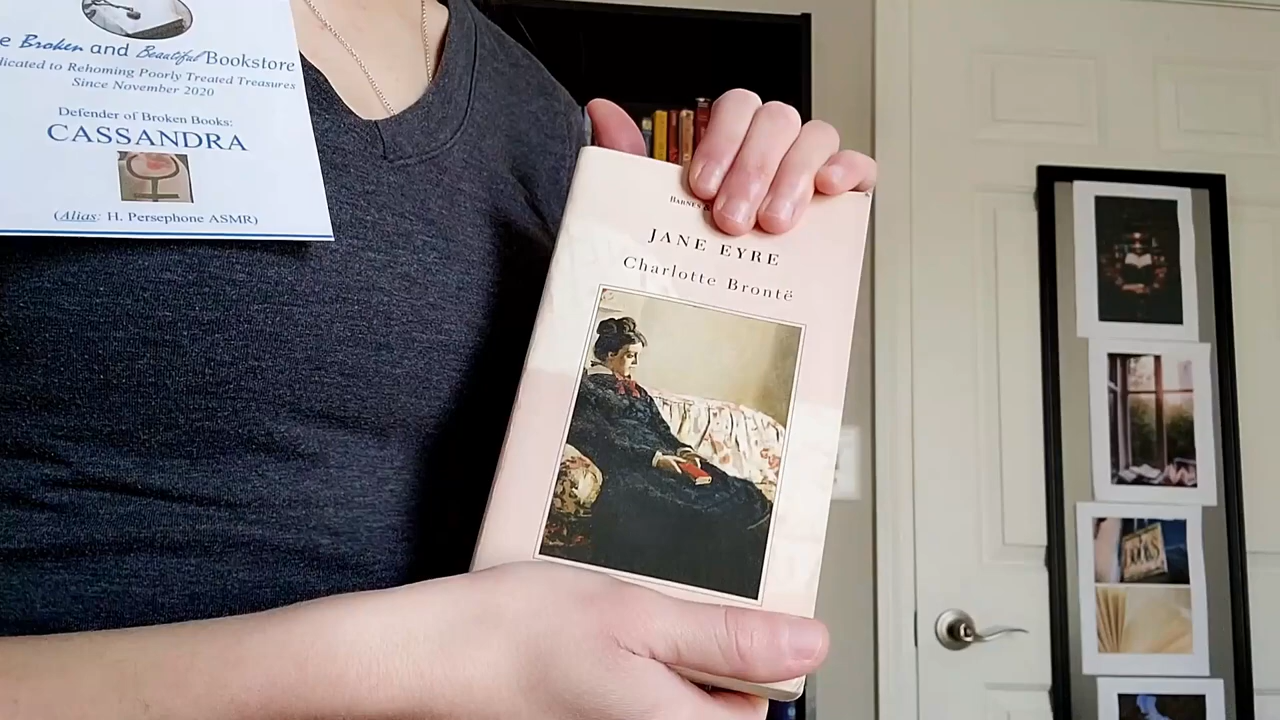 Broken and Beautiful Bookstore
to Rehoming Poorly Treated Treasures
Since November 2020
Defender of Broken Books:
CASSANDRA
(Alias: H. Persephone ASMR)
JANE EYRE
Charlotte Brontë